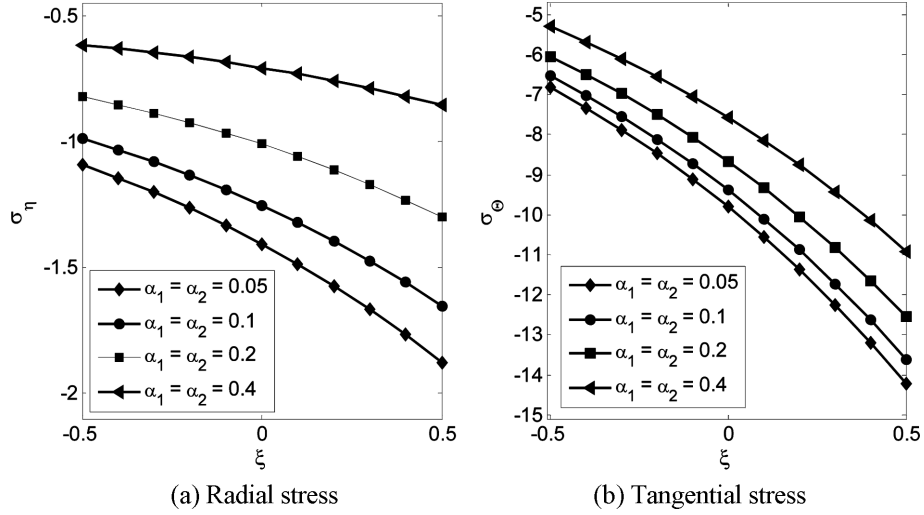 -0.5
-1
-1.5
-2
σ_η
α_1 = α_2 = 0.05
α_1 = α_2 = 0.1
α_1 = α_2 = 0.2
α_1 = α_2 = 0.4
-0.5 0 0.5
ξ
(a) Radial stress
-5
-6
-7
-8
-9
-10
-11
-12
-13
-14
-15
σ_Θ
α_1 = α_2 = 0.05
α_1 = α_2 = 0.1
α_1 = α_2 = 0.2
α_1 = α_2 = 0.4
-0.5 0 0.5
ξ
(b) Tangential stress